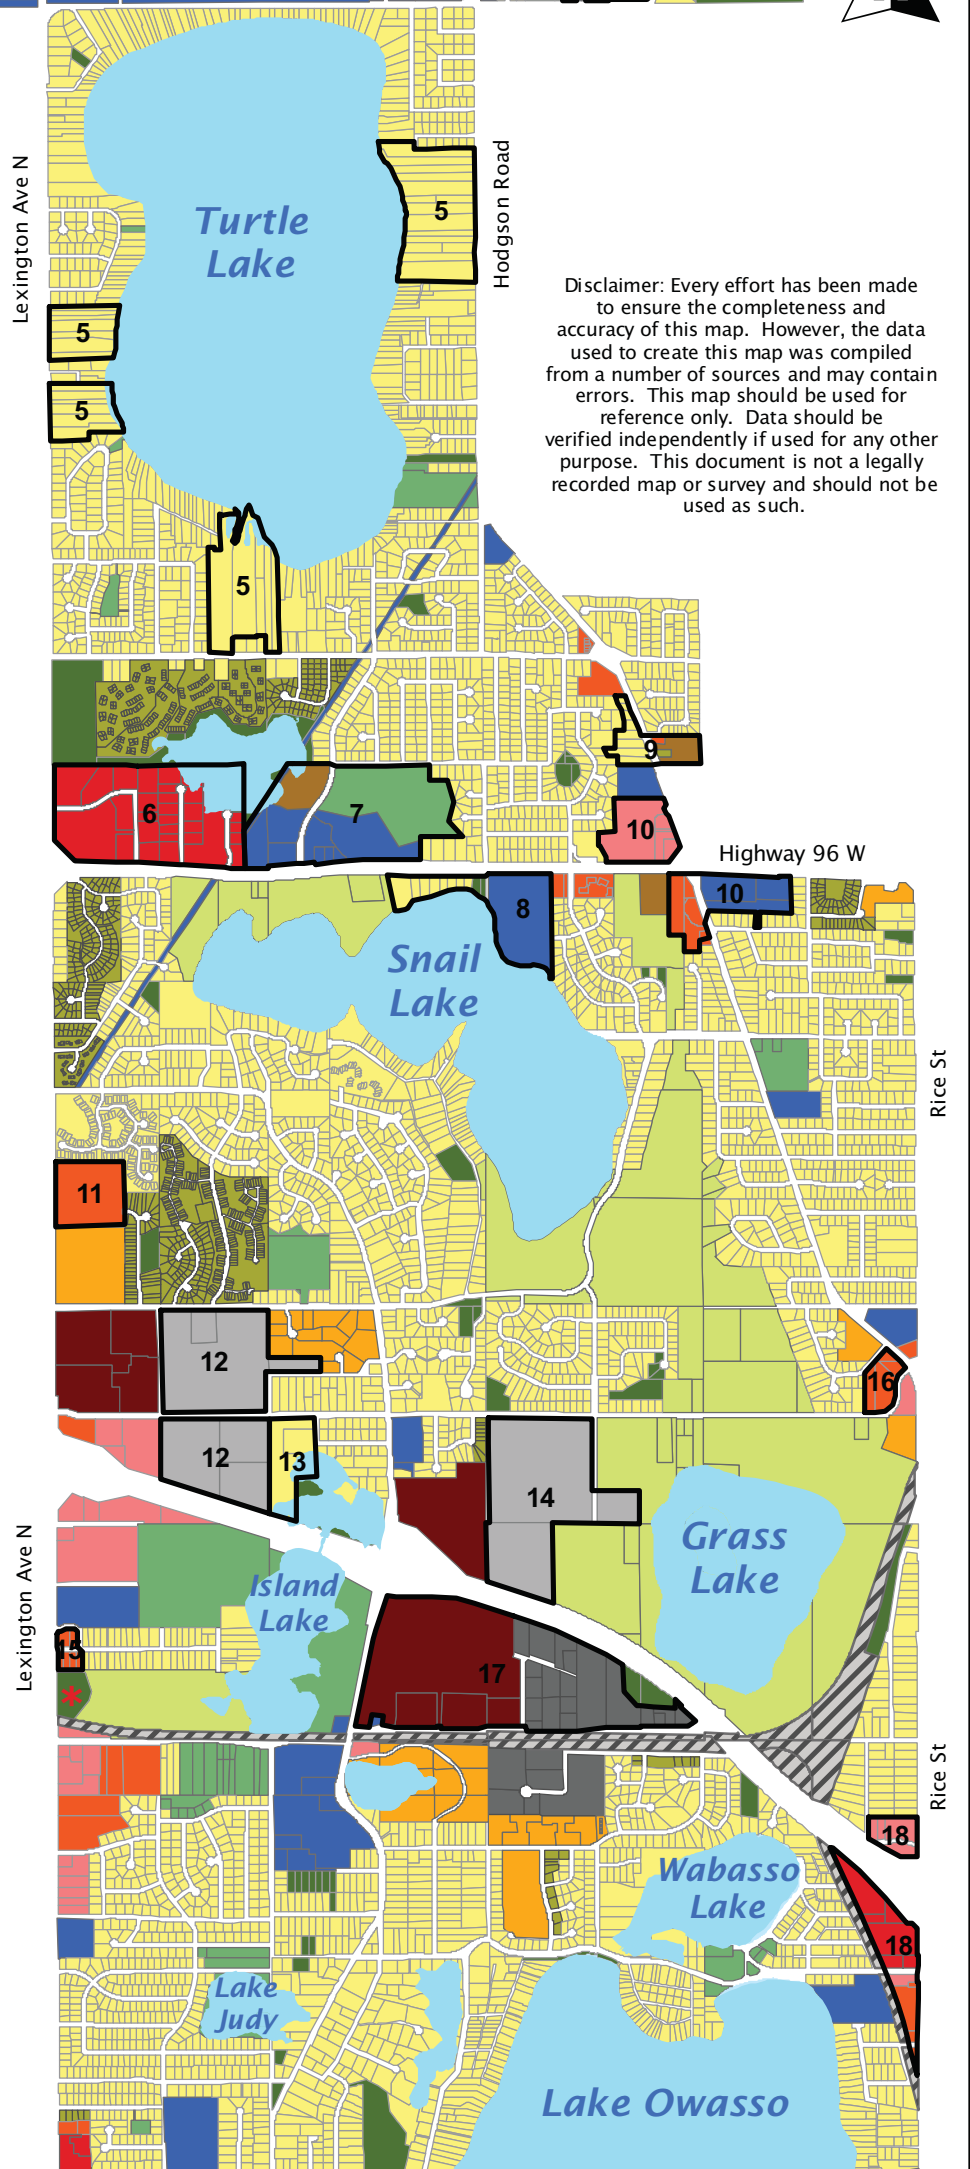 Lexington Ave N
Hodgson Road
Turtle
Lake
5
5
5
5
Disclaimer: Every effort has been made
to ensure the completeness and
accuracy of this map. However, the data
used to create this map was compiled
from a number of sources and may contain
errors. This map should be used for
reference only. Data should be
verified independently if used for any other
purpose. This document is not a legally
recorded map or survey and should not be
used as such.
9
6
7
10
Highway 96 W
10
8
Snail
Lake
Rice St
11
12
16
12
13
14
Grass
Lake
Lexington Ave N
Island
Lake
15
17
*
Rice St
18
Wabasso
Lake
18
Lake
Judy
Lake Owasso